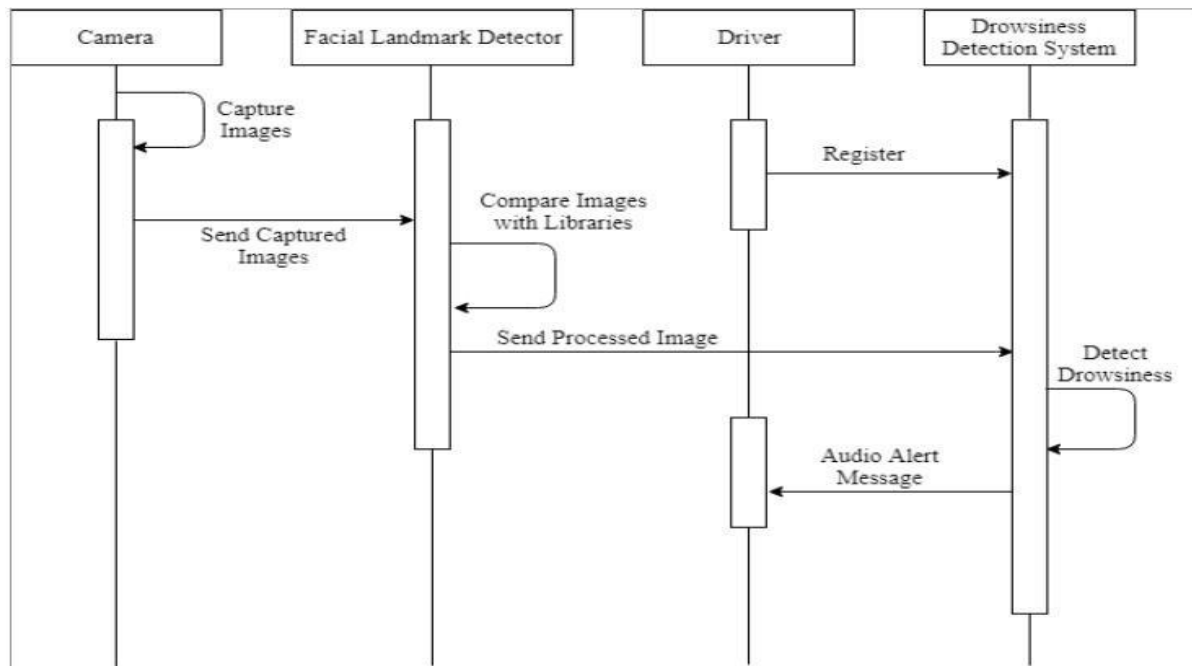 Camera
Facial Landmark Detector
Driver
Drowsiness
Detection System
Capture
Images
Register
Send Captured
Images
Compare Images
with Libraries
Send Processed Image
Detect
Drowsiness
Audio Alert
Message